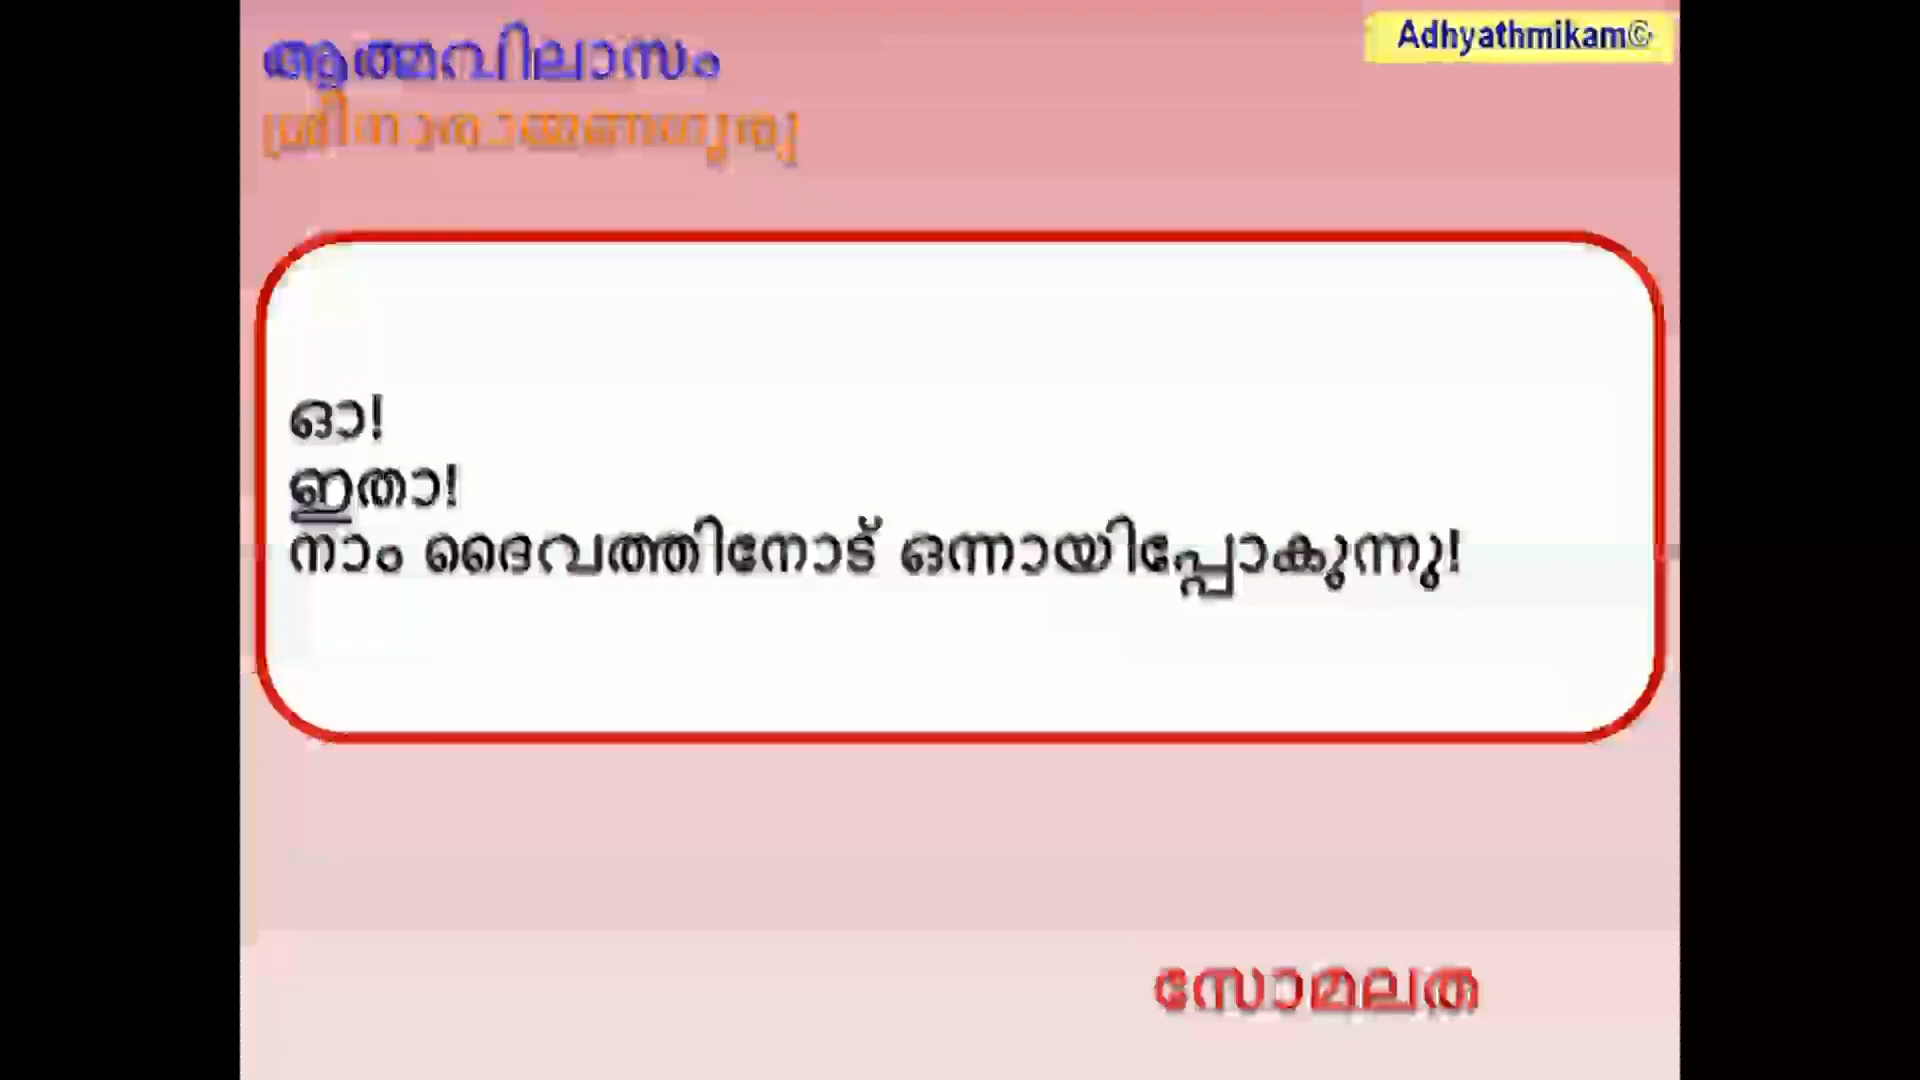 ആത്മവിലാസം
Adhyathmikam©
ശ്രീനാരായണഗുരു
ഓ!
ഇതാ!
നാം ദൈവത്തിനോട് ഒന്നായിപ്പോകുന്നു!
സോമലത